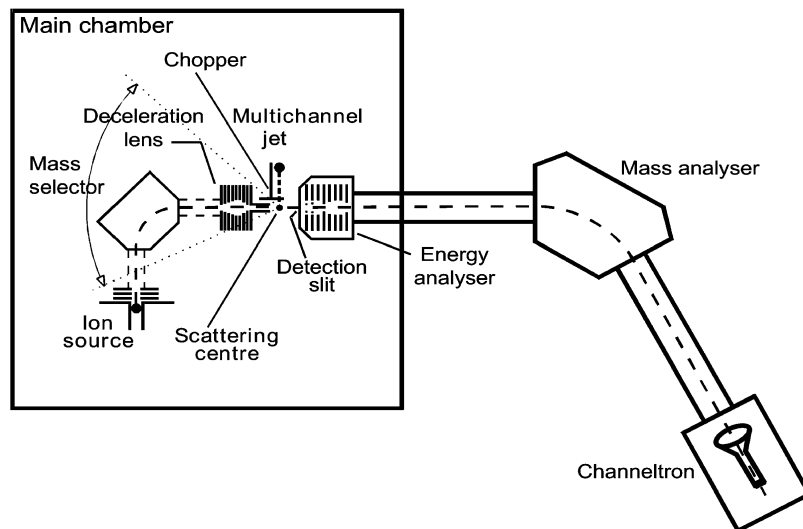 Main chamber
Chopper
Deceleration
lens
Multichannel
jet
Mass
selector
Mass analyser
Energy
analyser
Detection
slit
Ion
source
Scattering
centre
Channeltron